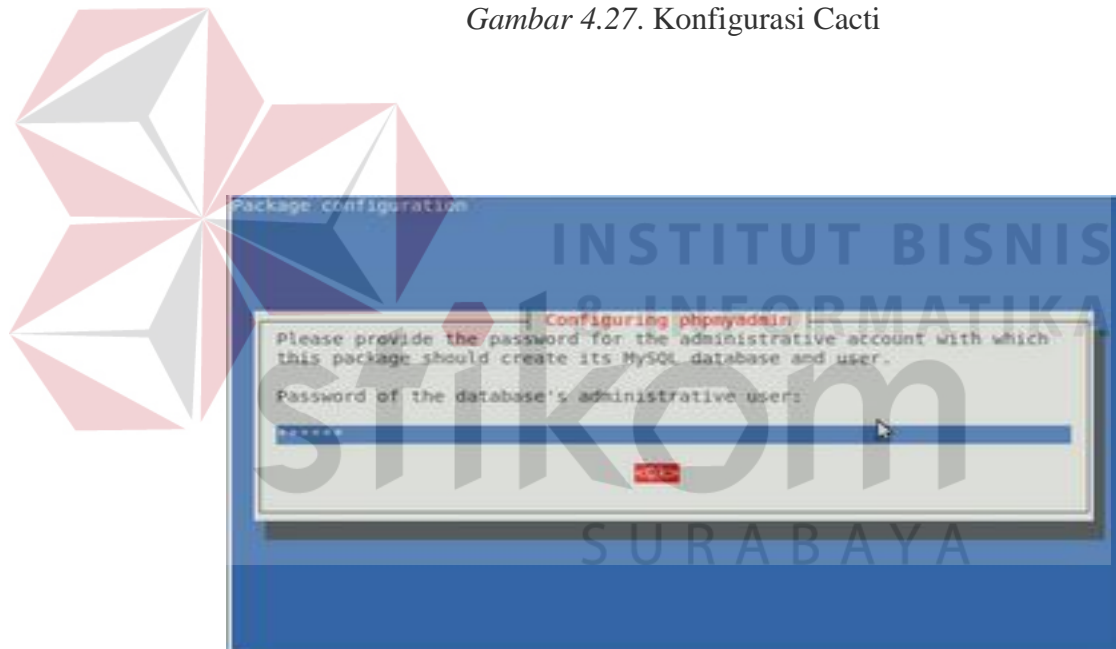 Gambar 4.27. Konfigurasi Cacti
Package configuration
INSTITUT BISNIS
& INFORMATIKA
Configuring phpmyadmin
Please provide the password for the administrative account with which
this package should create its MySQL database and user.
Password of the database's administrative user:
******
<Ok>
stikom
SURABAYA